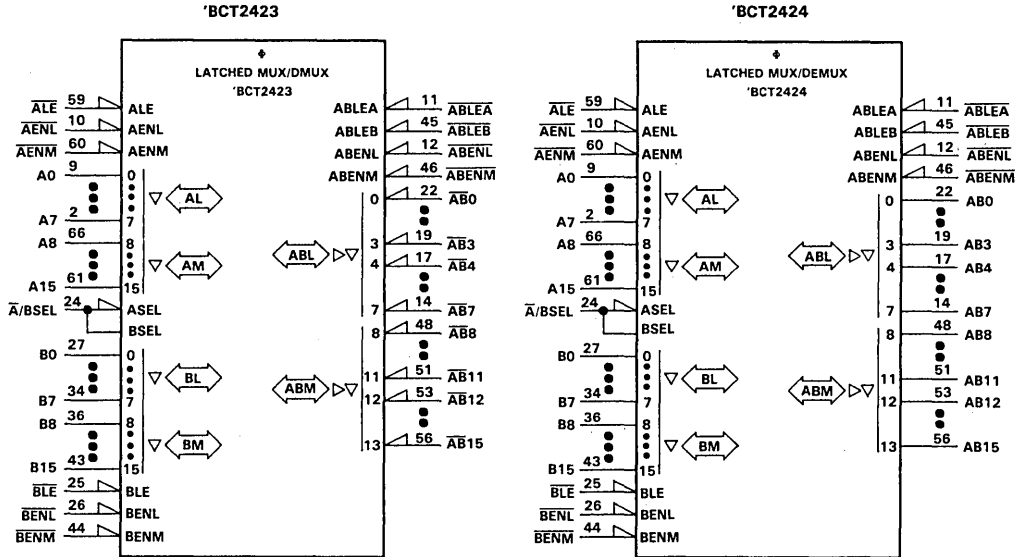 'BCT2423
Φ
LATCHED MUX/DMUX
'BCT2423
ALE 59 ALE
AENL 10 AENL
AENM 60 AENM
A0 9 0
AL
A7 2 7
A8 66 8
AM
A15 61 15
A/BSEL 24 ASEL
BSEL
B0 27 0
BL
B7 34 7
B8 36 8
BM
B15 43 15
BLE 25 BLE
BENL 26 BENL
BENM 44 BENM
ABLEA 11 ABLEA
ABLEB 45 ABLEB
ABENL 12 ABENL
ABENM 46 ABENM
0 22 AB0
ABL
3 19 AB3
4 17 AB4
7 14 AB7
8 48 AB8
ABM
11 51 AB11
12 53 AB12
13 56 AB15
'BCT2424
Φ
LATCHED MUX/DEMUX
'BCT2424
ALE 59 ALE
AENL 10 AENL
AENM 60 AENM
A0 9 0
AL
A7 2 7
A8 66 8
AM
A15 61 15
A/BSEL 24 ASEL
BSEL
B0 27 0
BL
B7 34 7
B8 36 8
BM
B15 43 15
BLE 25 BLE
BENL 26 BENL
BENM 44 BENM
ABLEA 11 ABLEA
ABLEB 45 ABLEB
ABENL 12 ABENL
ABENM 46 ABENM
0 22 AB0
ABL
3 19 AB3
4 17 AB4
7 14 AB7
8 48 AB8
ABM
11 51 AB11
12 53 AB12
13 56 AB15